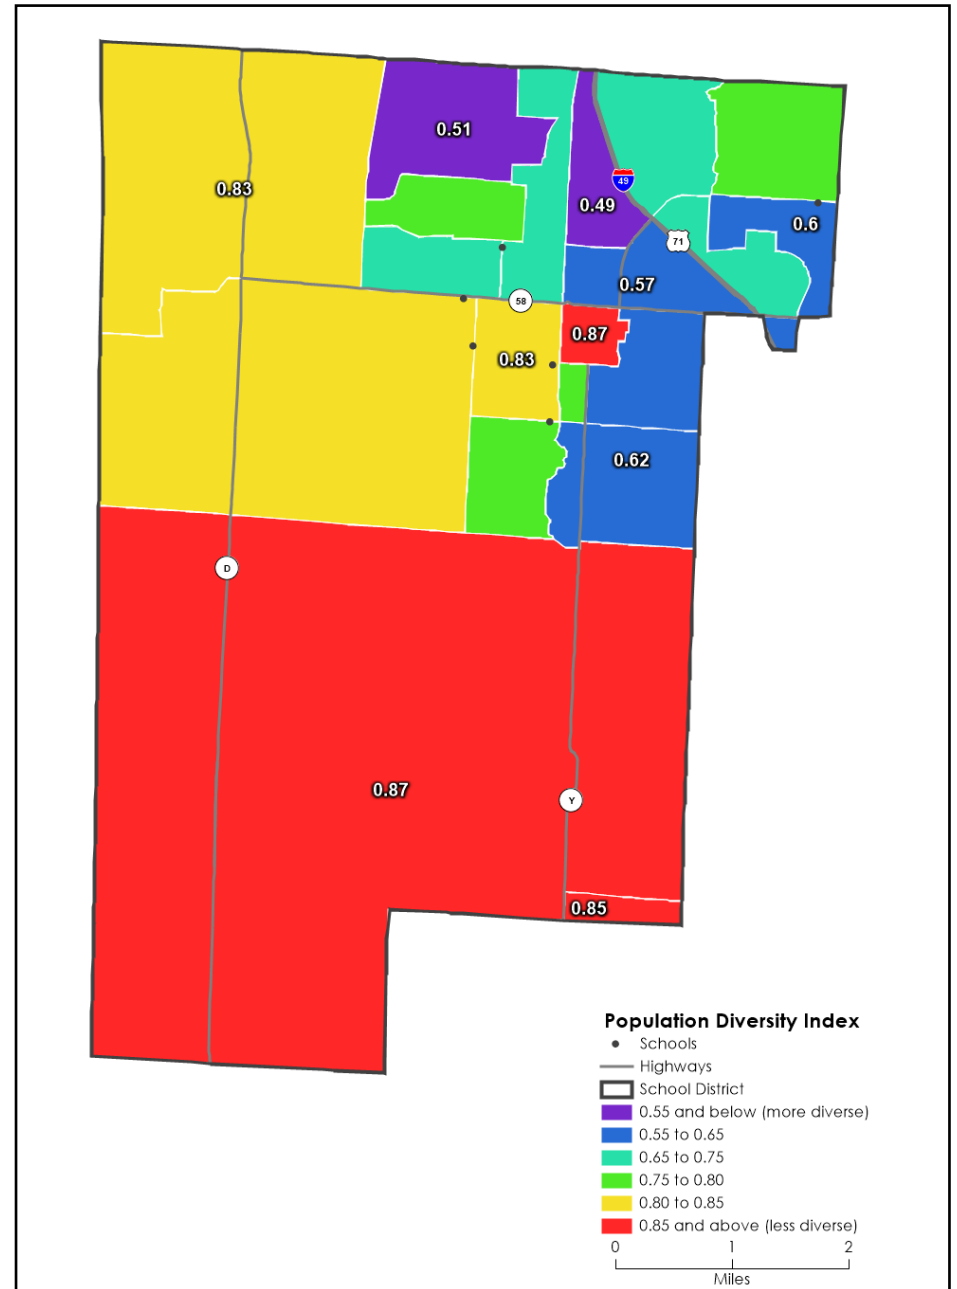 0.51
49
0.83
0.49
0.6
71
0.57
58
0.87
0.83
0.62
D
0.87
Y
0.85
Population Diversity Index
Schools
Highways
School District
0.55 and below (more diverse)
0.55 to 0.65
0.65 to 0.75
0.75 to 0.80
0.80 to 0.85
0.85 and above (less diverse)
0 1 2
Miles